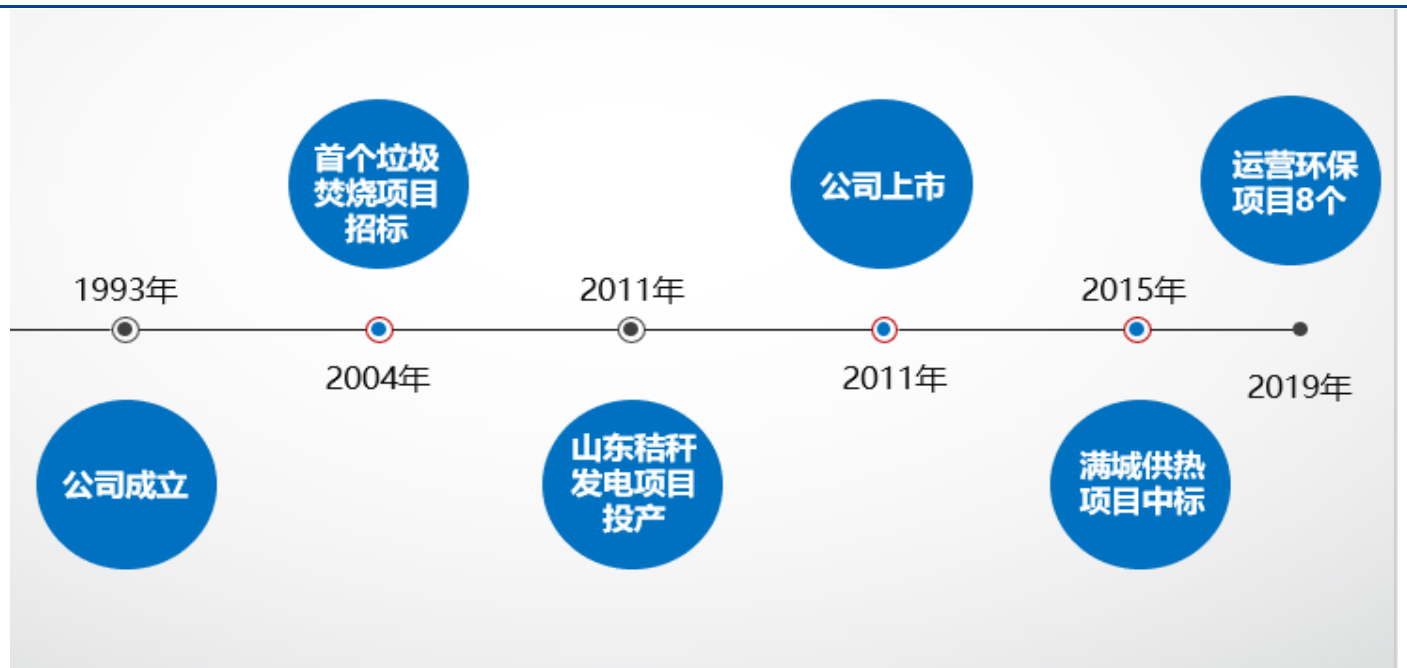 1993年
公司成立
首个垃圾
焚烧项目
招标
2004年
2011年
山东秸秆
发电项目
投产
公司上市
2011年
2015年
满城供热
项目中标
运营环保
项目8个
2019年